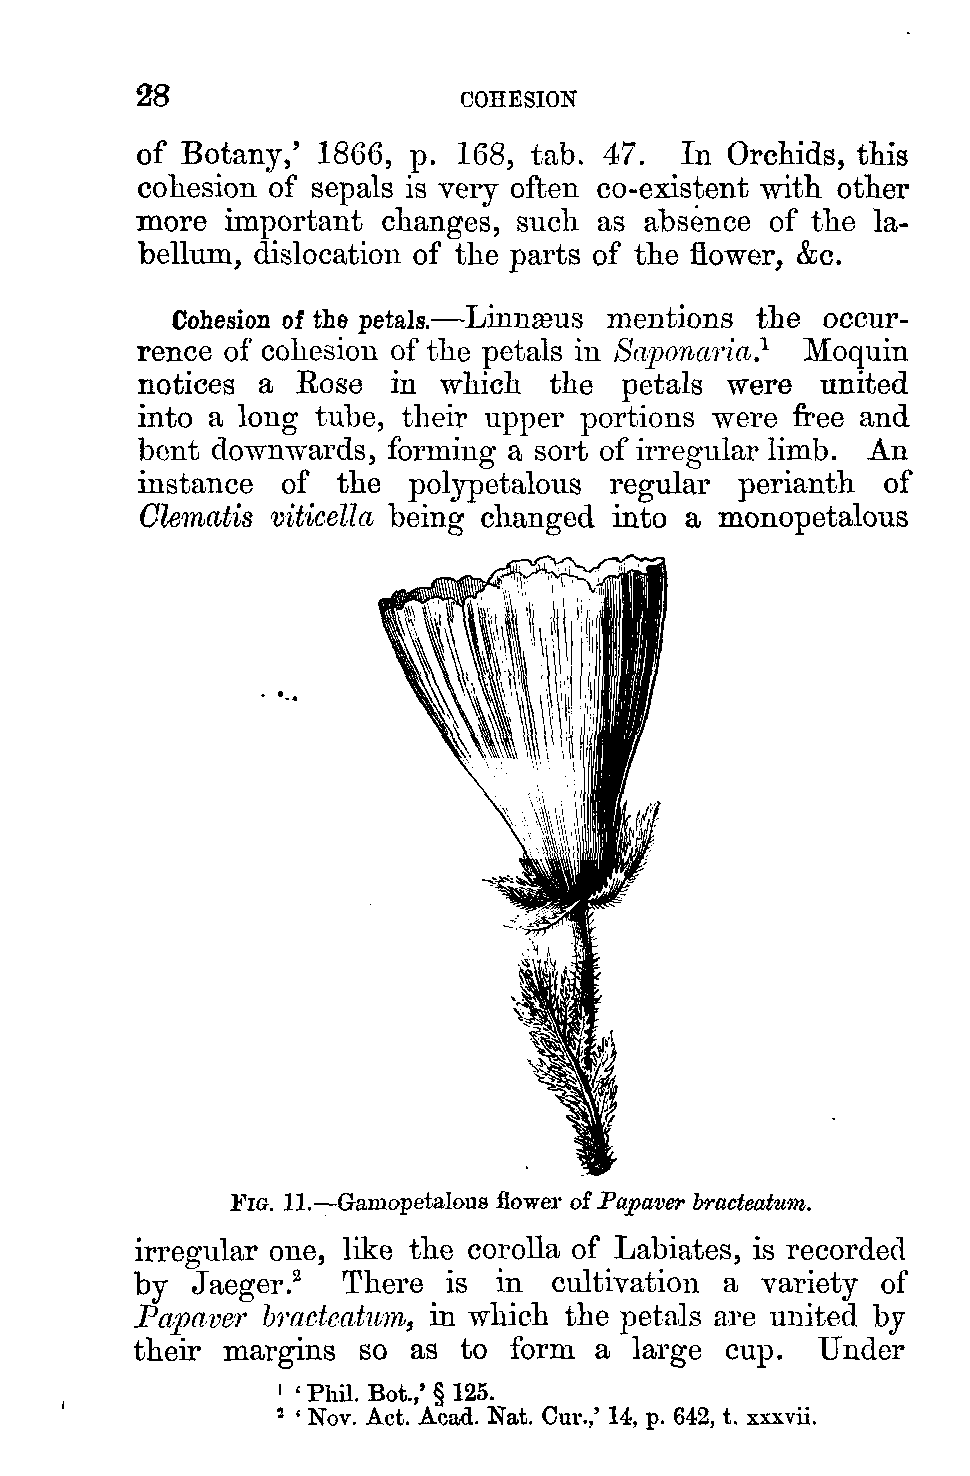 28 COHESION
of Botany,’ 1866, p. 168, tab. 47. In Orchids, this
cohesion of sepals is very often co-existent with other
more important changes, such as absence of the la-
bellum, dislocation of the parts of the flower, &c.
Cohesion of the petals.—Linnæus mentions the occur-
rence of cohesion of the petals in Saponaria.¹ Moquin
notices a Rose in which the petals were united
into a long tube, their upper portions were free and
bent downwards, forming a sort of irregular limb. An
instance of the polypetalous regular perianth of
Clematis viticella being changed into a monopetalous
FIG. 11.—Gamopetalous flower of Papaver bracteatum.
irregular one, like the corolla of Labiates, is recorded
by Jaeger.² There is in cultivation a variety of
Papaver bracteatum, in which the petals are united by
their margins so as to form a large cup. Under
¹ ‘Phil. Bot.,’ § 125.
² ‘Nov. Act. Acad. Nat. Cur.,’ 14, p. 642, t. xxxvii.